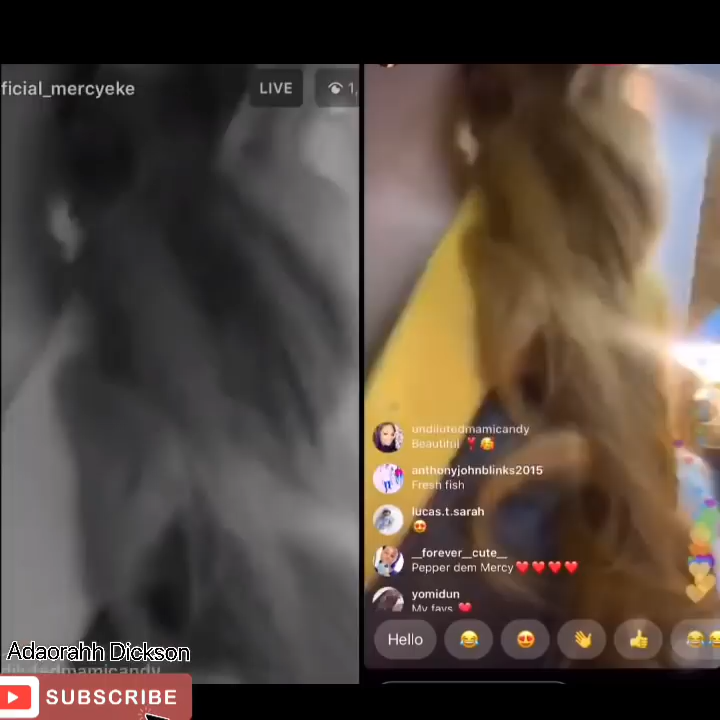 ficial_mercyeke
LIVE
1,
undilutedmamicandy
Beautiful ❣️🥰
anthonyjohnblinks2015
Fresh fish
lucas.t.sarah
😍
__forever__cute__
Pepper dem Mercy❤️❤️❤️❤️
yomidun
My favs ❤️
Hello 😂 😍 👋 👍 😂😂
Adaorahh Dickson
SUBSCRIBE